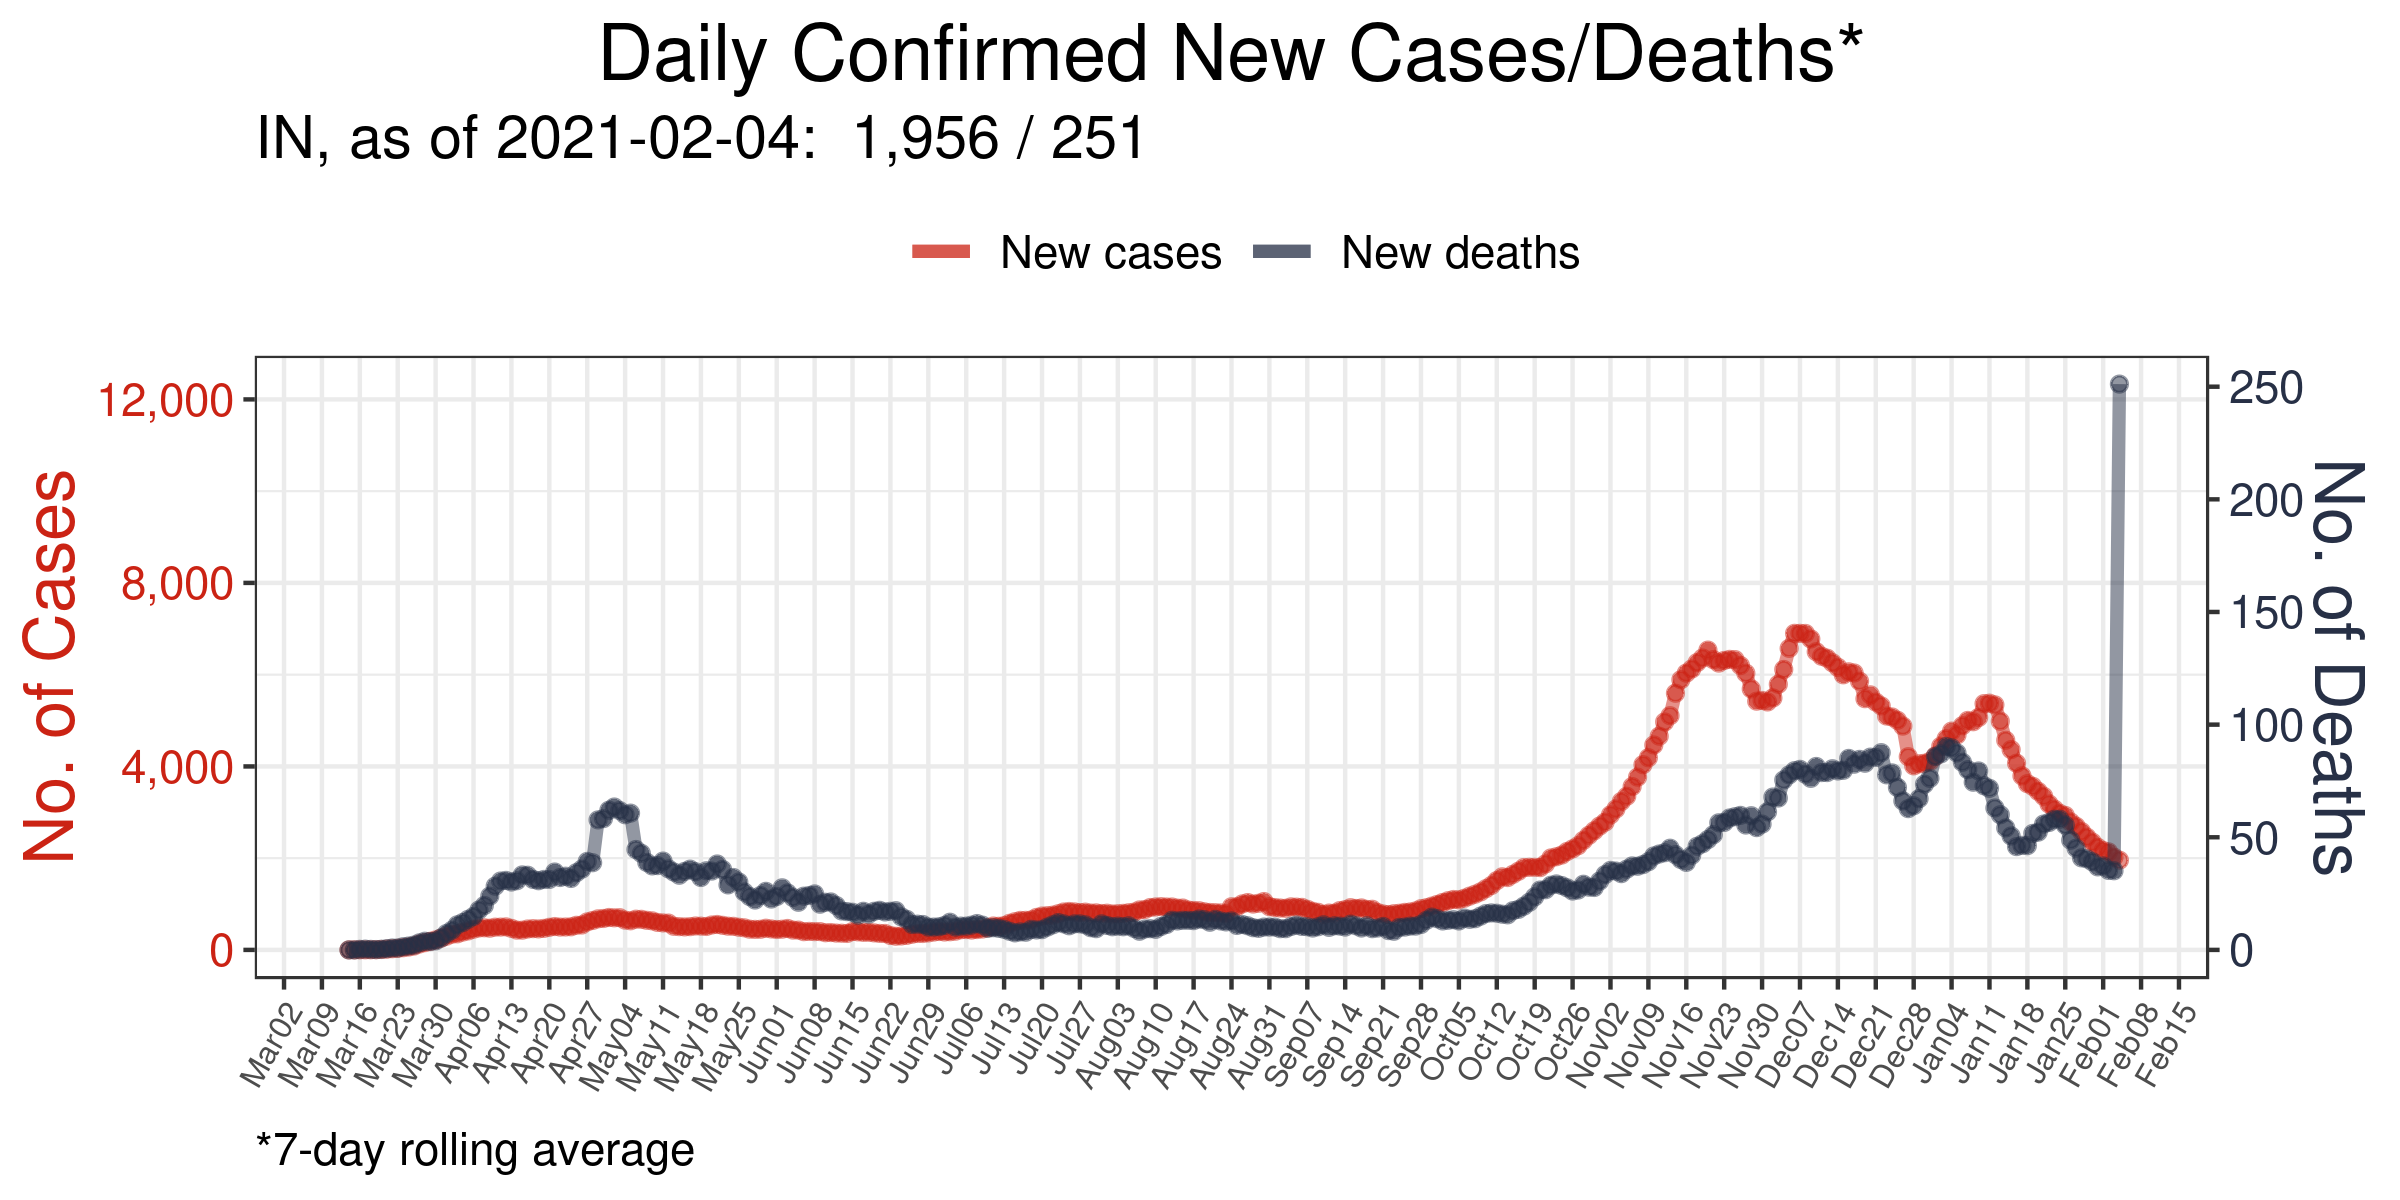 Daily Confirmed New Cases/Deaths*
IN, as of 2021-02-04:  1,956 / 251
New cases New deaths
No. of Cases
12,000
8,000
4,000
0
250
200
150
100
50
0
No. of Deaths
Mar02 Mar09 Mar16 Mar23 Mar30 Apr06 Apr13 Apr20 Apr27 May04 May11 May18 May25 Jun01 Jun08 Jun15 Jun22 Jun29 Jul06 Jul13 Jul20 Jul27 Aug03 Aug10 Aug17 Aug24 Aug31 Sep07 Sep14 Sep21 Sep28 Oct05 Oct12 Oct19 Oct26 Nov02 Nov09 Nov16 Nov23 Nov30 Dec07 Dec14 Dec21 Dec28 Jan04 Jan11 Jan18 Jan25 Feb01 Feb08 Feb15
*7-day rolling average